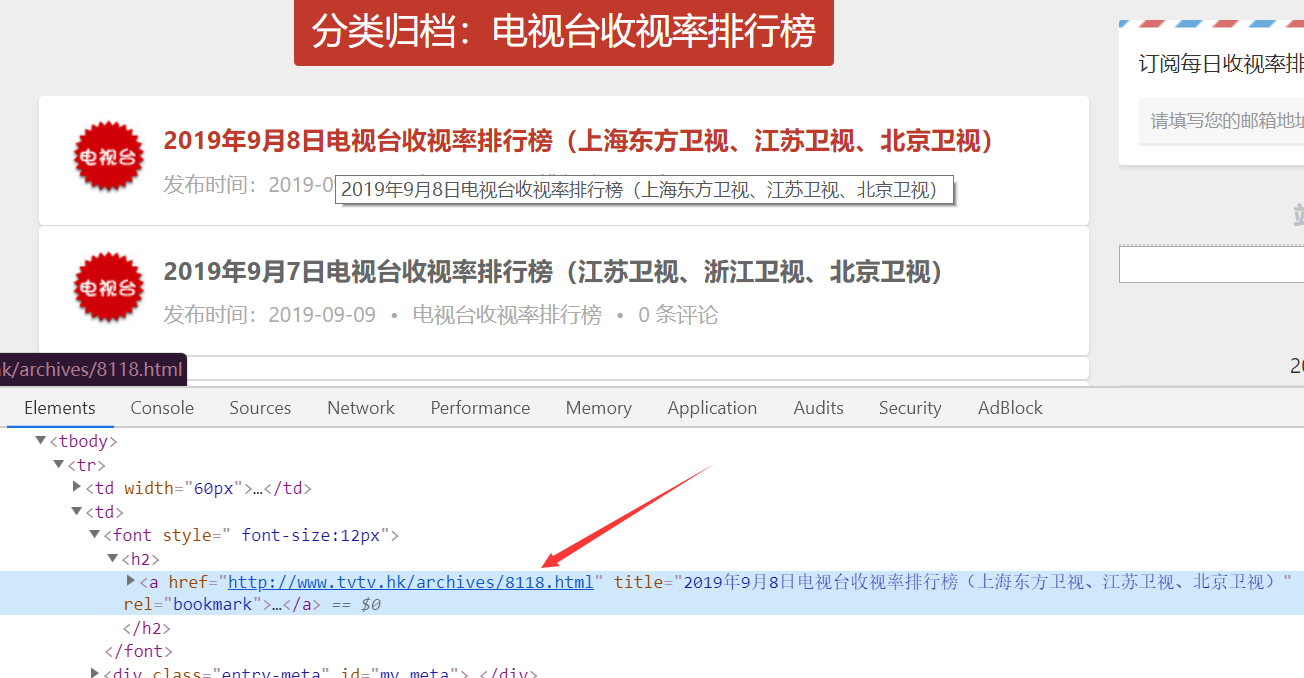 分类归档：电视台收视率排行榜
订阅每日收视率排
请填写您的邮箱地
电视台
2019年9月8日电视台收视率排行榜（上海东方卫视、江苏卫视、北京卫视）
发布时间：2019-0
2019年9月8日电视台收视率排行榜（上海东方卫视、江苏卫视、北京卫视）
电视台
2019年9月7日电视台收视率排行榜（江苏卫视、浙江卫视、北京卫视）
发布时间：2019-09-09 • 电视台收视率排行榜 • 0 条评论
k/archives/8118.html
20
Elements Console Sources Network Performance Memory Application Audits Security AdBlock
▼<tbody>
▼<tr>
▶<td width="60px">…</td>
▼<td>
▼<font style=" font-size:12px">
▼<h2>
▶<a href="http://www.tvtv.hk/archives/8118.html" title="2019年9月8日电视台收视率排行榜（上海东方卫视、江苏卫视、北京卫视）"
rel="bookmark">…</a> == $0
</h2>
</font>
▶<div class="entry-meta" id="my_meta">…</div>